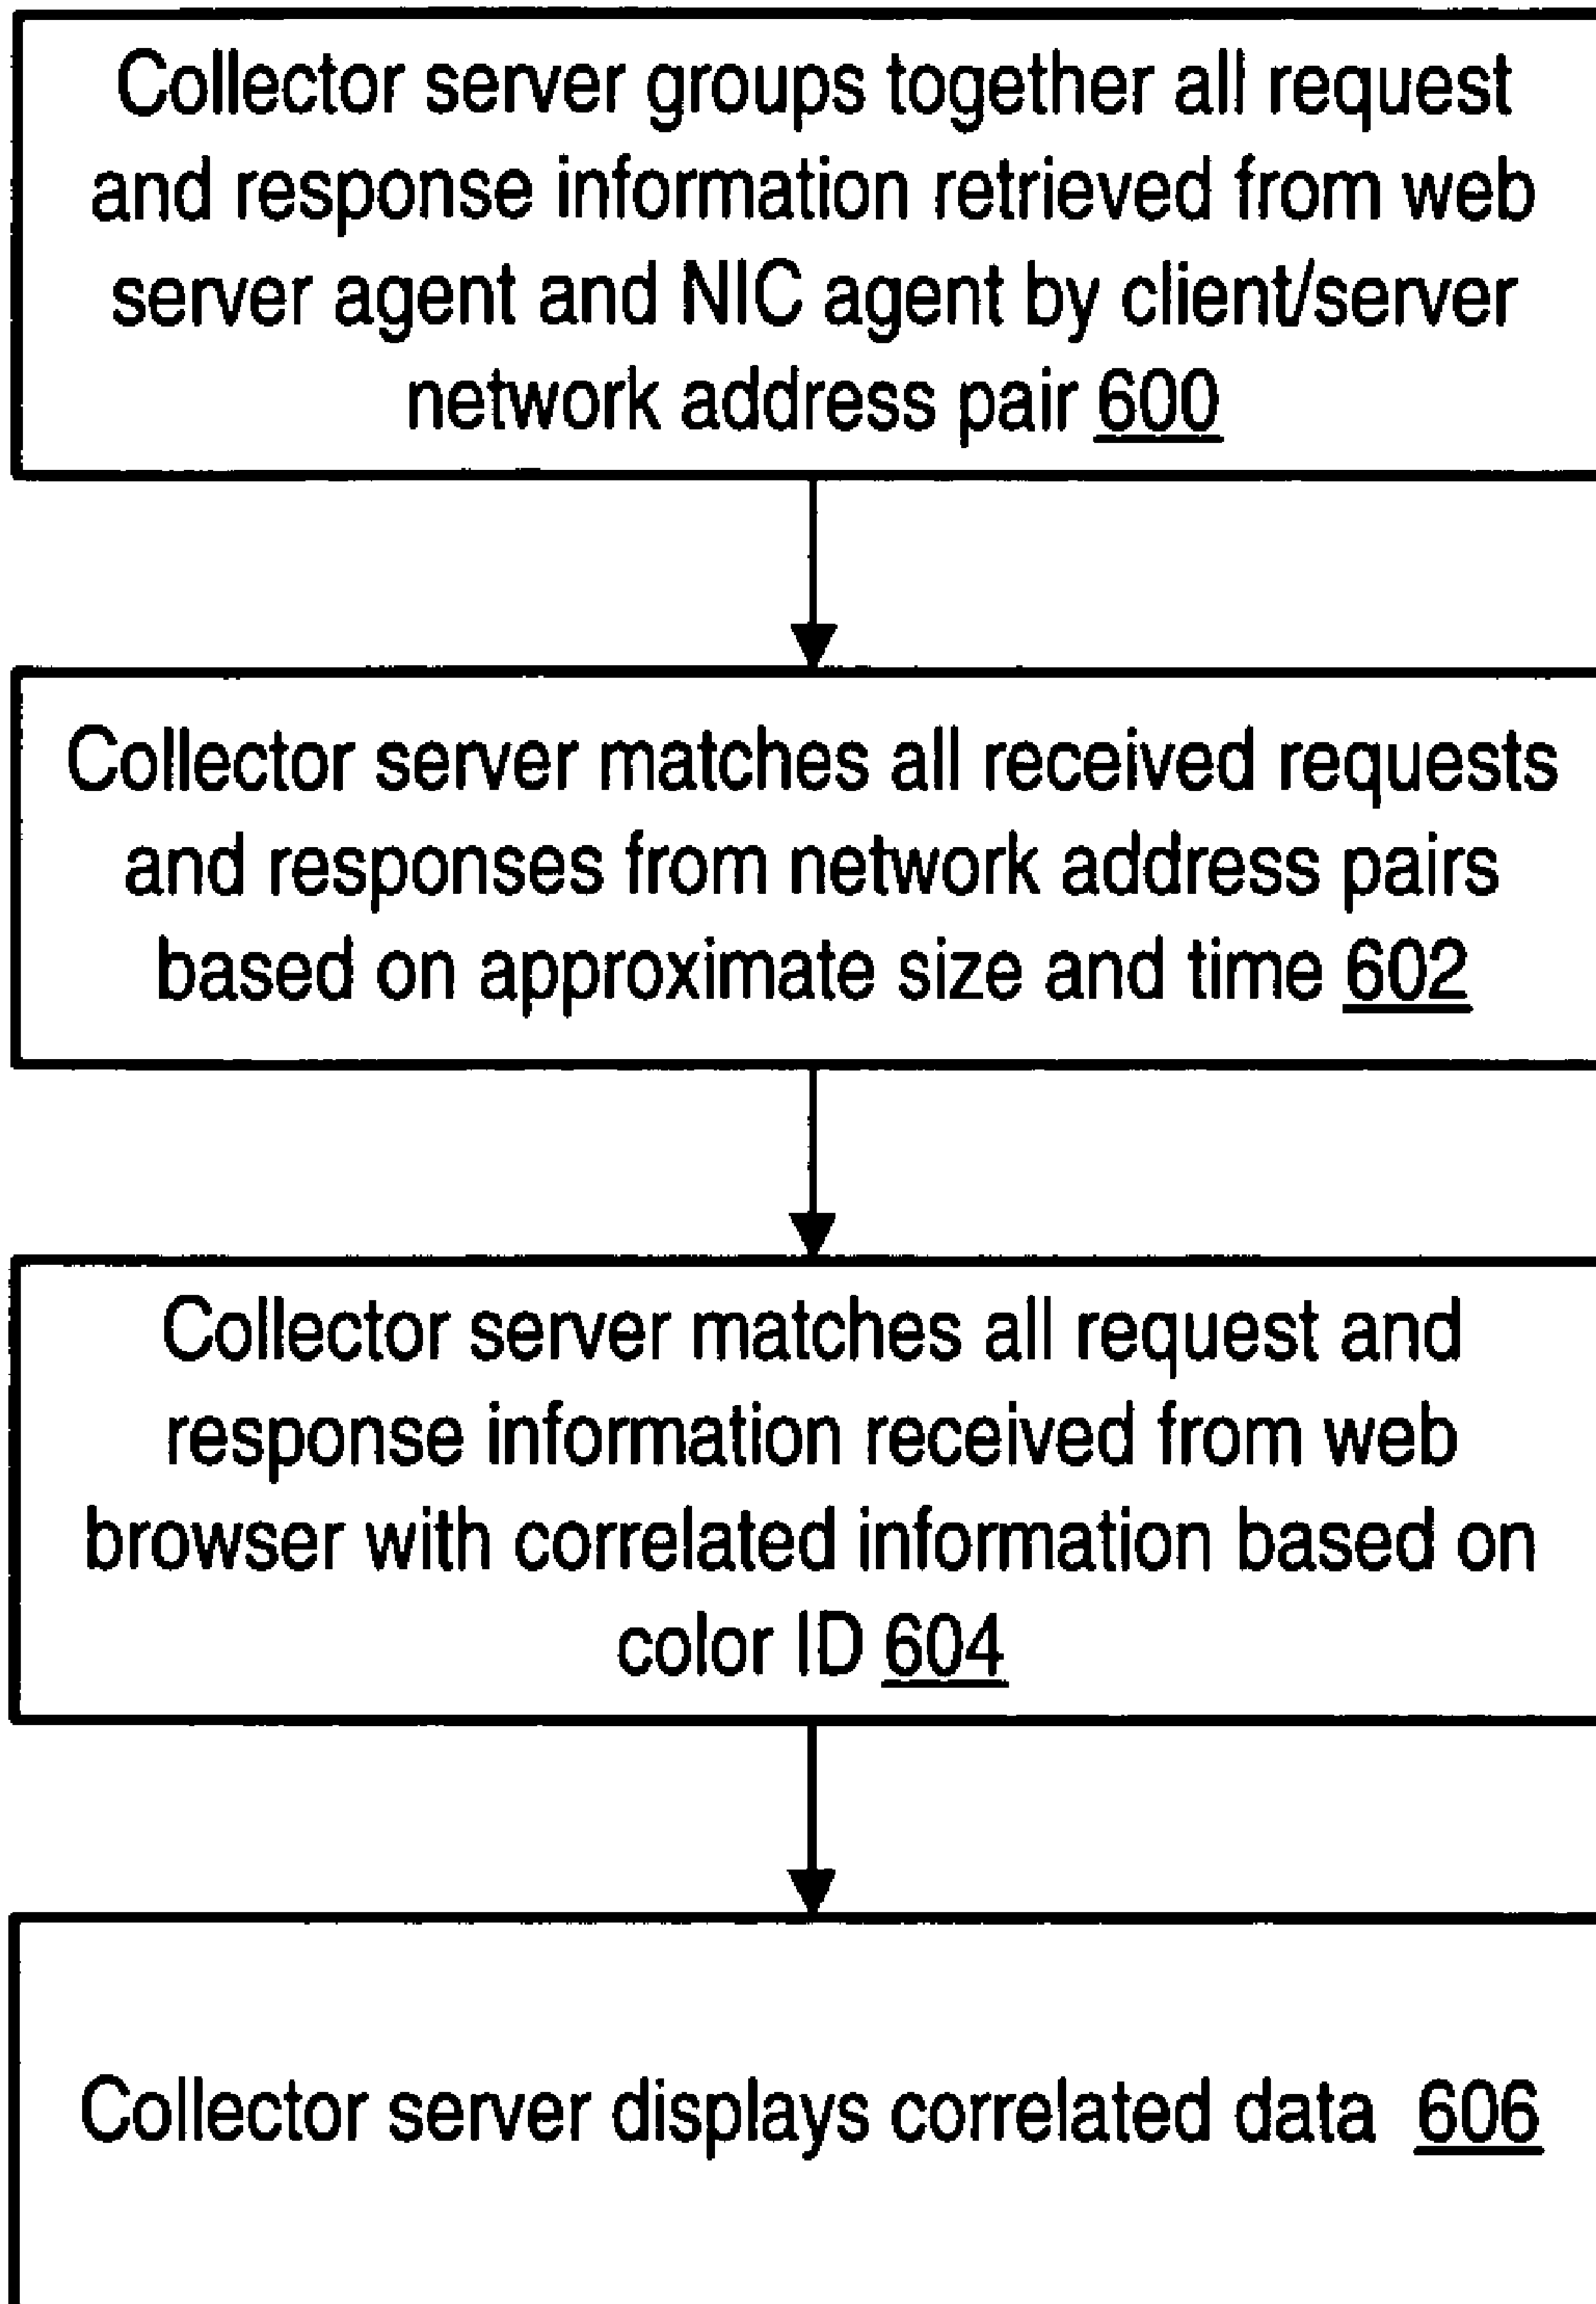 Collector server groups together all request
and response information retrieved from web
server agent and NIC agent by client/server
network address pair 600
Collector server matches all received requests
and responses from network address pairs
based on approximate size and time 602
Collector server matches all request and
response information received from web
browser with correlated information based on
color ID 604
Collector server displays correlated data 606